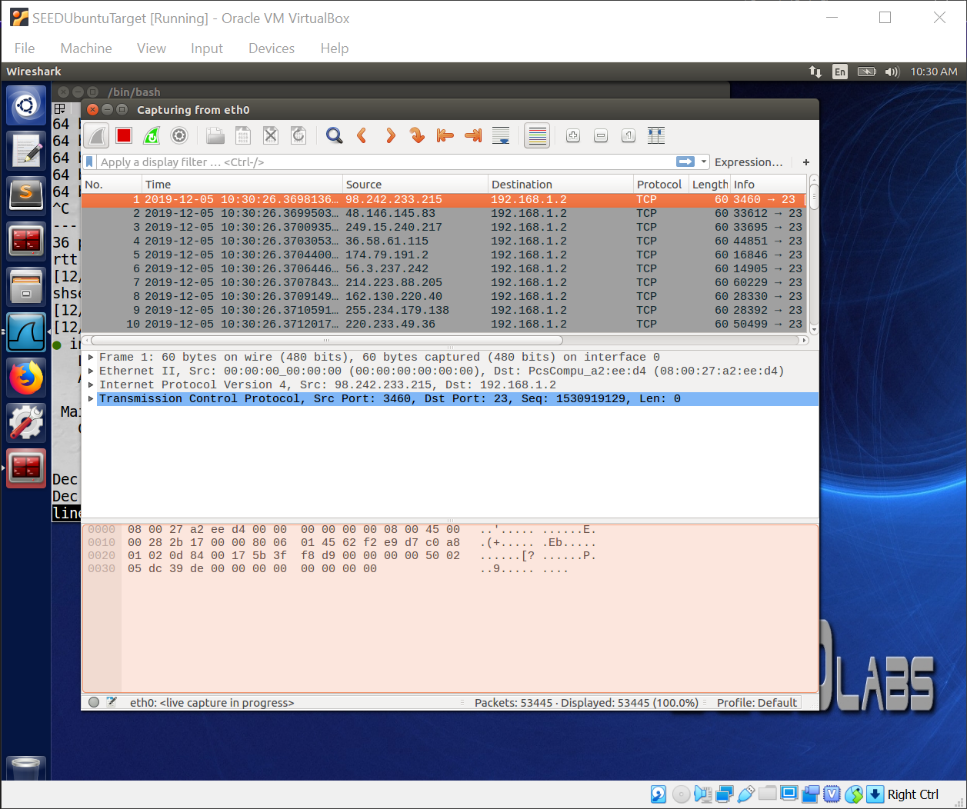 SEEDUbuntuTarget [Running] - Oracle VM VirtualBox
File Machine View Input Devices Help
Wireshark En 10:30 AM
/bin/bash
Capturing from eth0
Apply a display filter … <Ctrl-/> Expression… +
No. Time Source Destination Protocol Length Info
1 2019-12-05 10:30:26.3698136… 98.242.233.215 192.168.1.2 TCP 60 3460 → 23 [
2 2019-12-05 10:30:26.3699503… 48.146.145.83 192.168.1.2 TCP 60 33612 → 23
3 2019-12-05 10:30:26.3700935… 249.15.240.217 192.168.1.2 TCP 60 33695 → 23
4 2019-12-05 10:30:26.3703053… 36.58.61.115 192.168.1.2 TCP 60 44851 → 23
5 2019-12-05 10:30:26.3704400… 174.79.191.2 192.168.1.2 TCP 60 16846 → 23
6 2019-12-05 10:30:26.3706446… 56.3.237.242 192.168.1.2 TCP 60 14905 → 23
7 2019-12-05 10:30:26.3707843… 214.223.88.205 192.168.1.2 TCP 60 60229 → 23
8 2019-12-05 10:30:26.3709149… 162.130.220.40 192.168.1.2 TCP 60 28330 → 23
9 2019-12-05 10:30:26.3710591… 255.234.179.138 192.168.1.2 TCP 60 28392 → 23
10 2019-12-05 10:30:26.3712017… 220.233.49.36 192.168.1.2 TCP 60 50499 → 23
Frame 1: 60 bytes on wire (480 bits), 60 bytes captured (480 bits) on interface 0
Ethernet II, Src: 00:00:00_00:00:00 (00:00:00:00:00:00), Dst: PcsCompu_a2:ee:d4 (08:00:27:a2:ee:d4)
Internet Protocol Version 4, Src: 98.242.233.215, Dst: 192.168.1.2
Transmission Control Protocol, Src Port: 3460, Dst Port: 23, Seq: 1530919129, Len: 0
0000 08 00 27 a2 ee d4 00 00 00 00 00 00 08 00 45 00 ..'..... ......E.
0010 00 28 2b 17 00 00 80 06 01 45 62 f2 e9 d7 c0 a8 .(+..... .Eb.....
0020 01 02 0d 84 00 17 5b 3f f8 d9 00 00 00 00 50 02 ......[? ......P.
0030 05 dc 39 de 00 00 00 00 00 00 00 00 ..9..... ....
eth0: <live capture in progress> Packets: 53445 · Displayed: 53445 (100.0%) Profile: Default
64
64
64
64
64
^C
---
36 p
rtt
[12/
shse
[12/
[12/
Mai
Dec
Dec
line
LABS
Right Ctrl